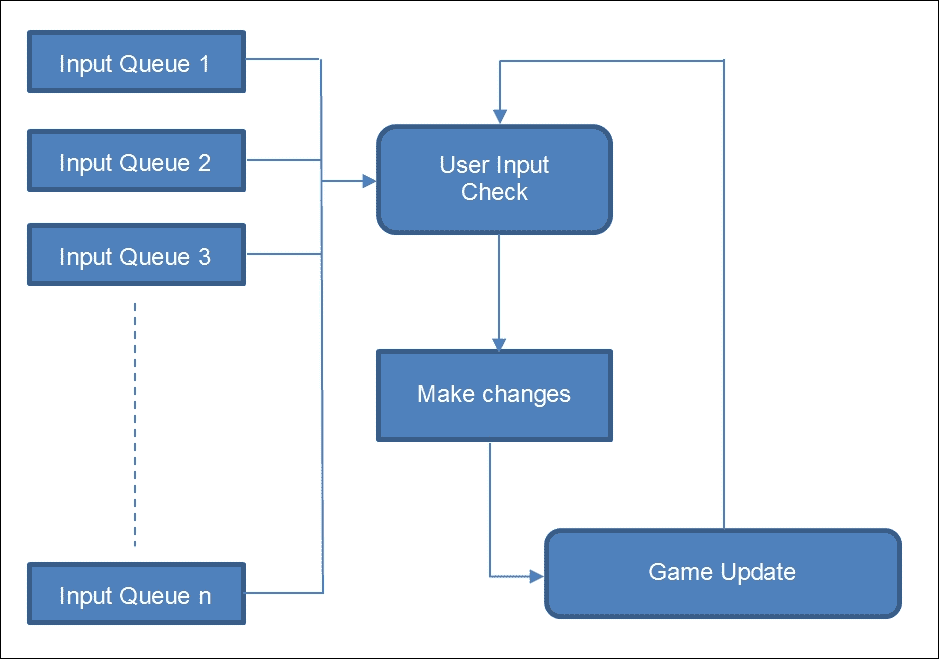 Input Queue 1
Input Queue 2
Input Queue 3
Input Queue n
User Input
Check
Make changes
Game Update